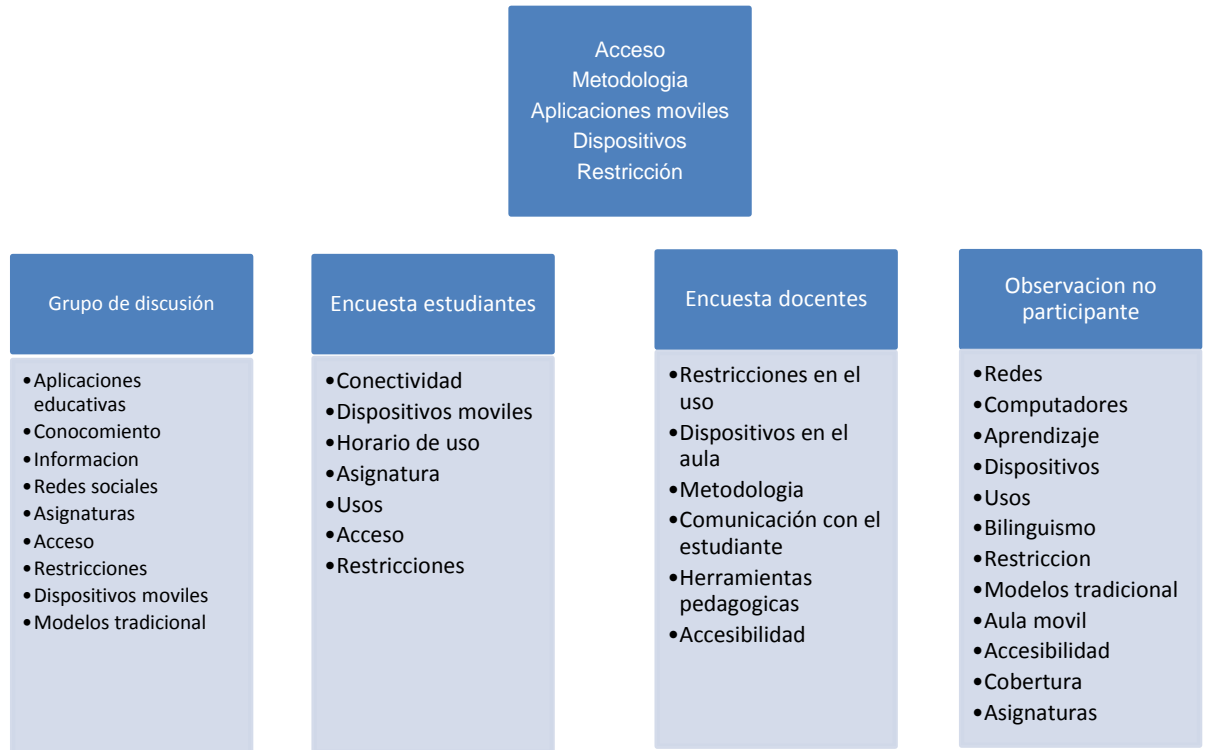 Acceso
Metodologia
Aplicaciones moviles
Dispositivos
Restricción
Grupo de discusión
•Aplicaciones
educativas
•Conocomiento
•Informacion
•Redes sociales
•Asignaturas
•Acceso
•Restricciones
•Dispositivos moviles
•Modelos tradicional
Encuesta estudiantes
•Conectividad
•Dispositivos moviles
•Horario de uso
•Asignatura
•Usos
•Acceso
•Restricciones
Encuesta docentes
•Restricciones en el
uso
•Dispositivos en el
aula
•Metodologia
•Comunicación con el
estudiante
•Herramientas
pedagogicas
•Accesibilidad
Observacion no
participante
•Redes
•Computadores
•Aprendizaje
•Dispositivos
•Usos
•Bilinguismo
•Restriccion
•Modelos tradicional
•Aula movil
•Accesibilidad
•Cobertura
•Asignaturas